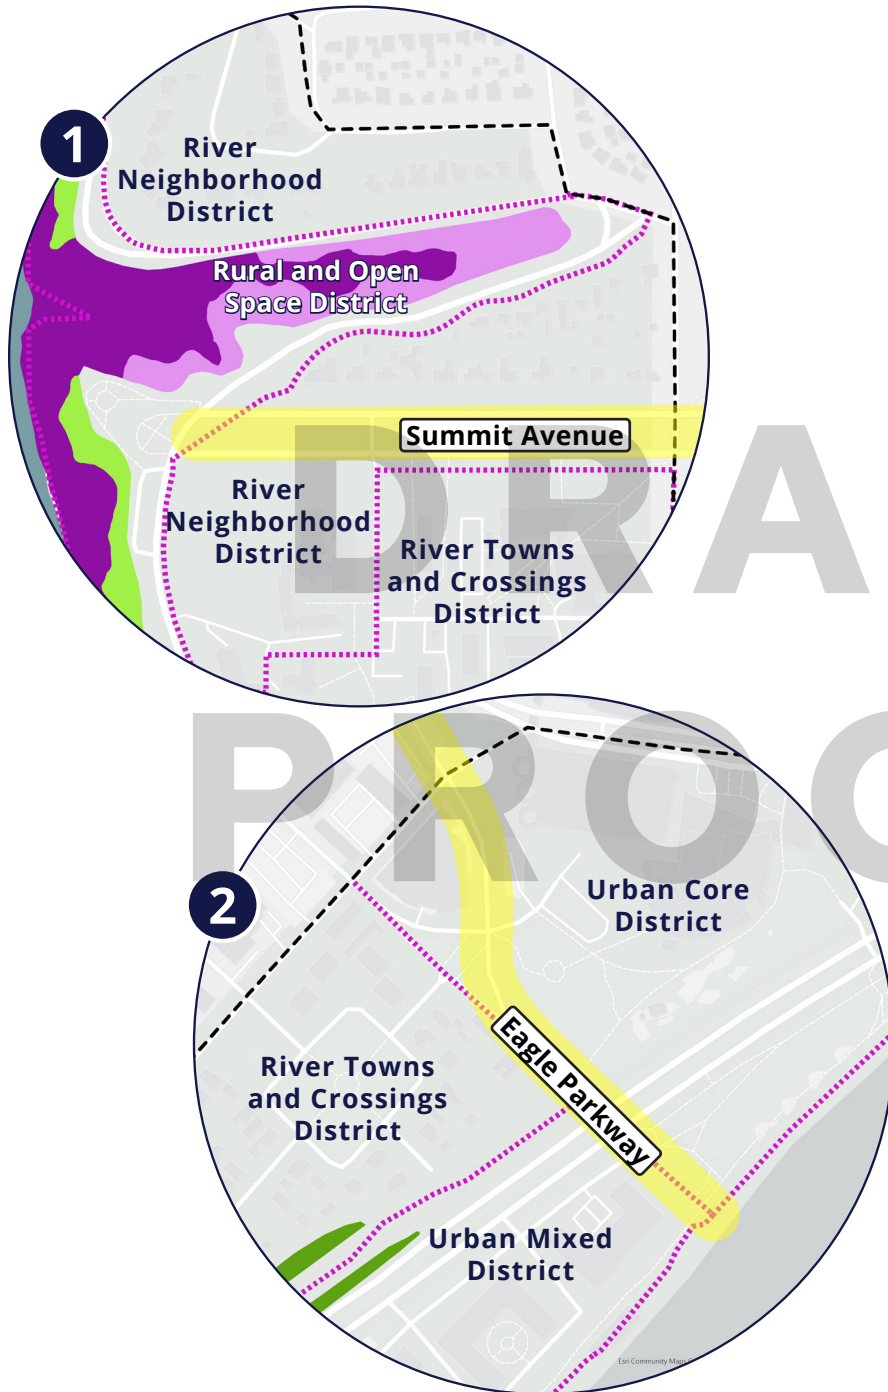 1
River
Neighborhood
District
Rural and Open
Space District
Summit Avenue
River
Neighborhood
District
River Towns
and Crossings
District
DRA
PROO
2
Urban Core
District
Eagle Parkway
River Towns
and Crossings
District
Urban Mixed
District
Esri Community Maps